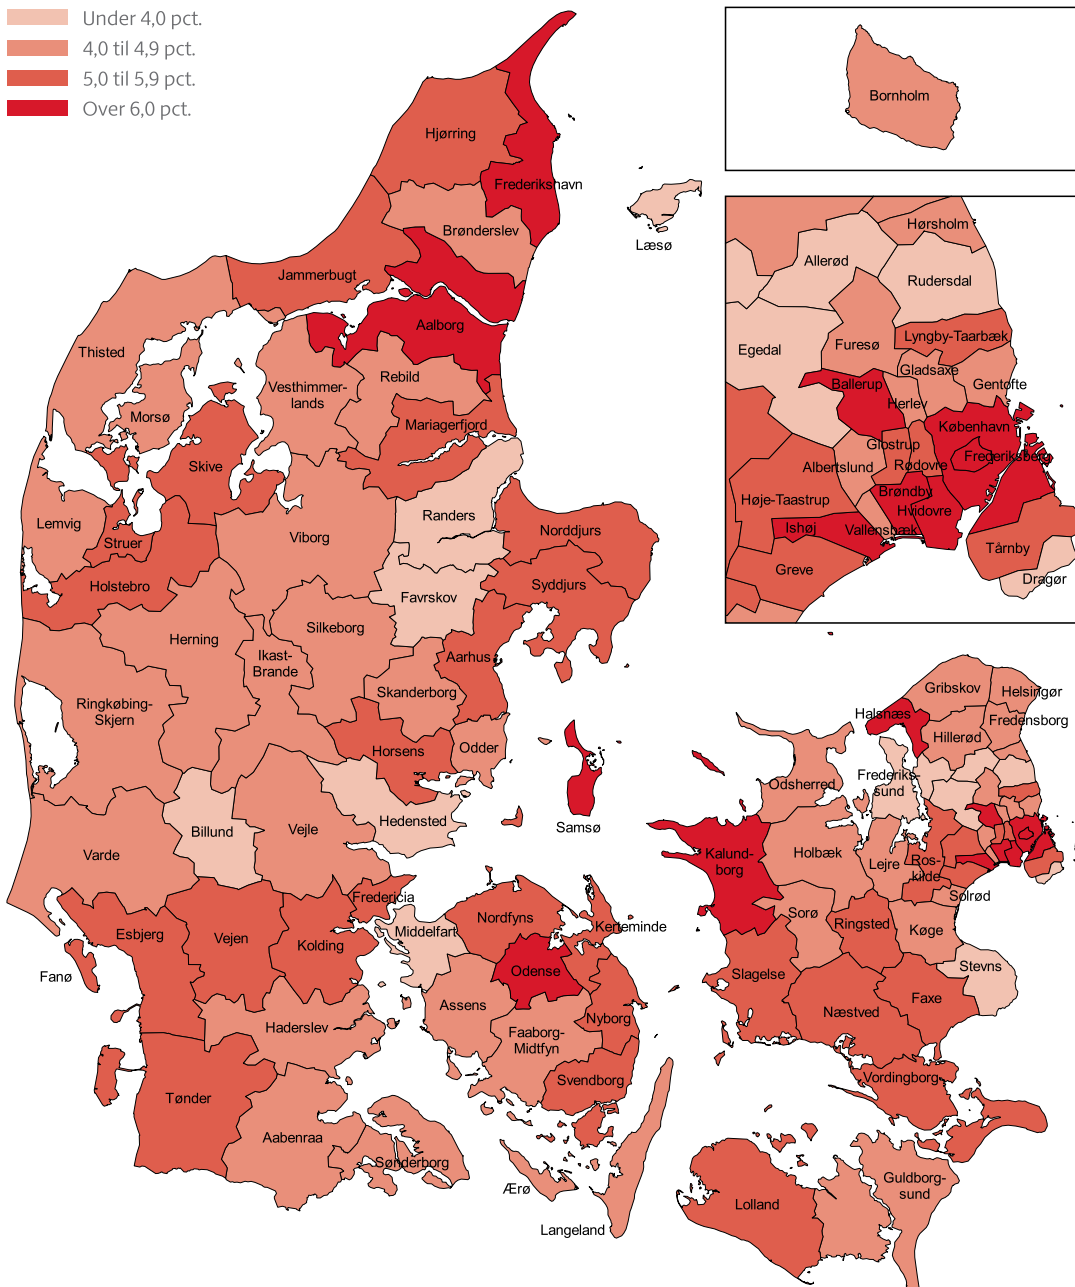 Under 4,0 pct.
4,0 til 4,9 pct.
5,0 til 5,9 pct.
Over 6,0 pct.
Bornholm
Hjørring
Frederikshavn
Brønderslev
Læsø
Jammerbugt
Aalborg
Thisted
Rebild
Vesthimmer-
lands
Morsø
Mariagerfjord
Skive
Lemvig
Struer
Viborg
Randers
Norddjurs
Holstebro
Syddjurs
Favrskov
Herning
Silkeborg
Ikast-
Brande
Aarhus
Skanderborg
Ringkøbing-
Skjern
Horsens
Odder
Samsø
Hedensted
Billund
Vejle
Varde
Fredericia
Middelfart
Nordfyns
Kerteminde
Esbjerg
Vejen
Kolding
Fanø
Odense
Assens
Haderslev
Faaborg-
Midtfyn
Nyborg
Svendborg
Tønder
Aabenraa
Sønderborg
Ærø
Langeland
Hørsholm
Allerød
Rudersdal
Egedal
Furesø
Lyngby-Taarbæk
Gladsaxe
Gentofte
Ballerup
Herlev
København
Glostrup
Frederiksberg
Albertslund
Rødovre
Høje-Taastrup
Brøndby
Hvidovre
Ishøj
Vallensbæk
Tårnby
Greve
Dragør
Gribskov
Helsingør
Halsnæs
Fredensborg
Hillerød
Frederiks-
sund
Odsherred
Kalund-
borg
Holbæk
Lejre
Ros-
kilde
Solrød
Sorø
Ringsted
Køge
Stevns
Slagelse
Næstved
Faxe
Vordingborg
Guldborg-
sund
Lolland